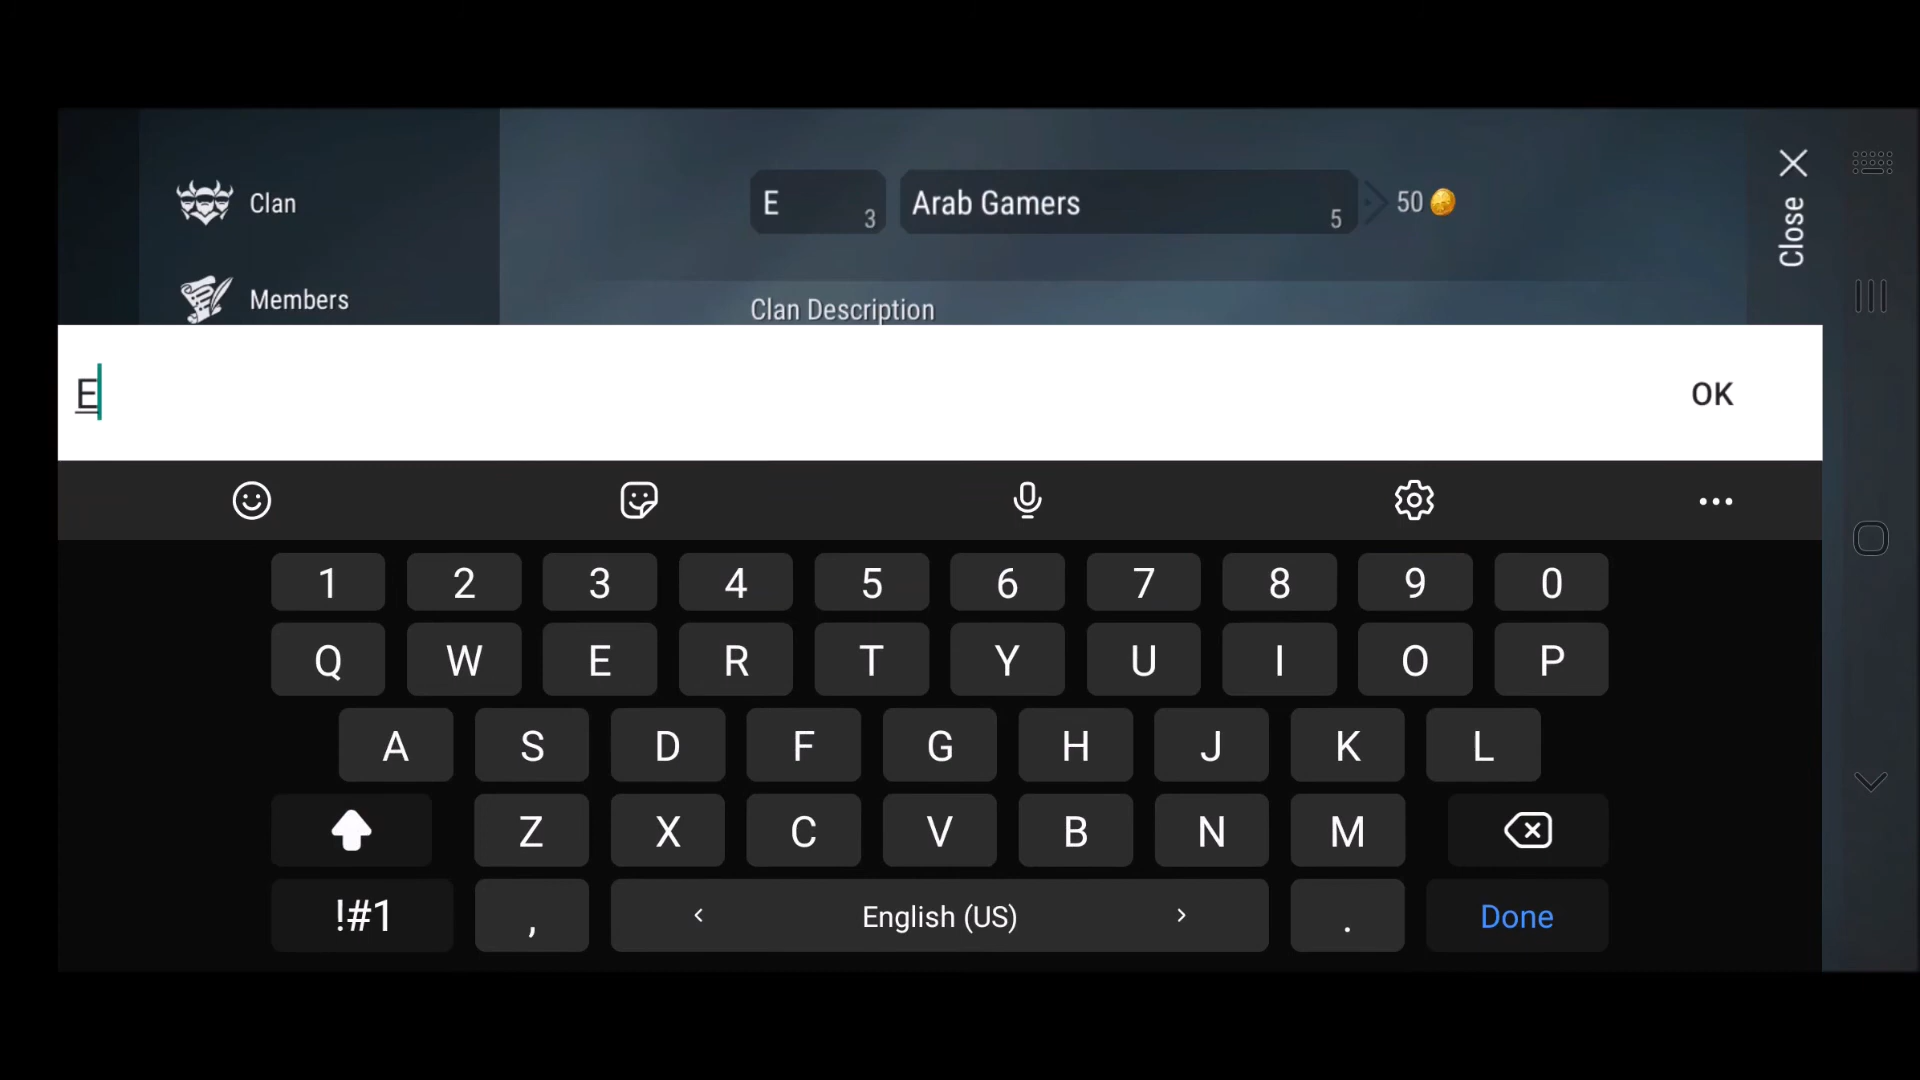 Clan
E 3 Arab Gamers 5 50
Close
Members
Clan Description
E OK
1 2 3 4 5 6 7 8 9 0
Q W E R T Y U I O P
A S D F G H J K L
Z X C V B N M
!#1 , < English (US) > . Done